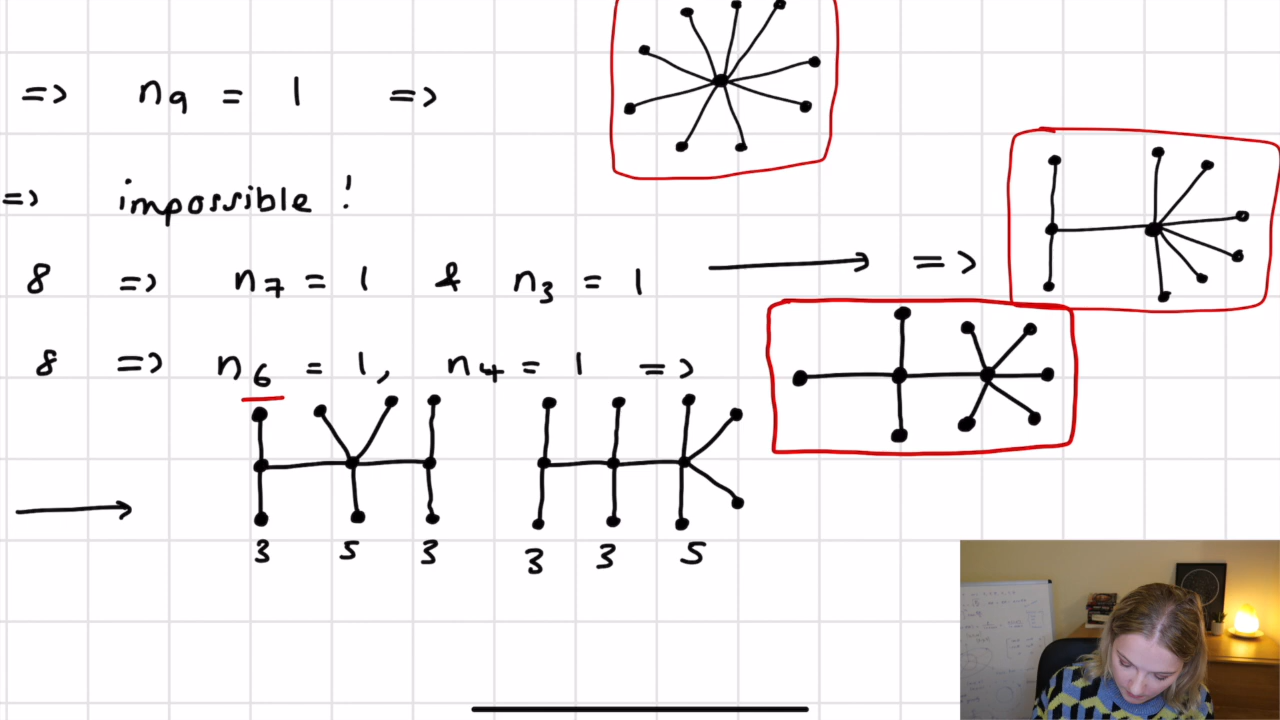 => n₉ = 1 =>
=> impossible !
8 => n₇ = 1 & n₃ = 1 => 
8 => n₆ = 1, n₄ = 1 =>
3 5 3 3 3 5